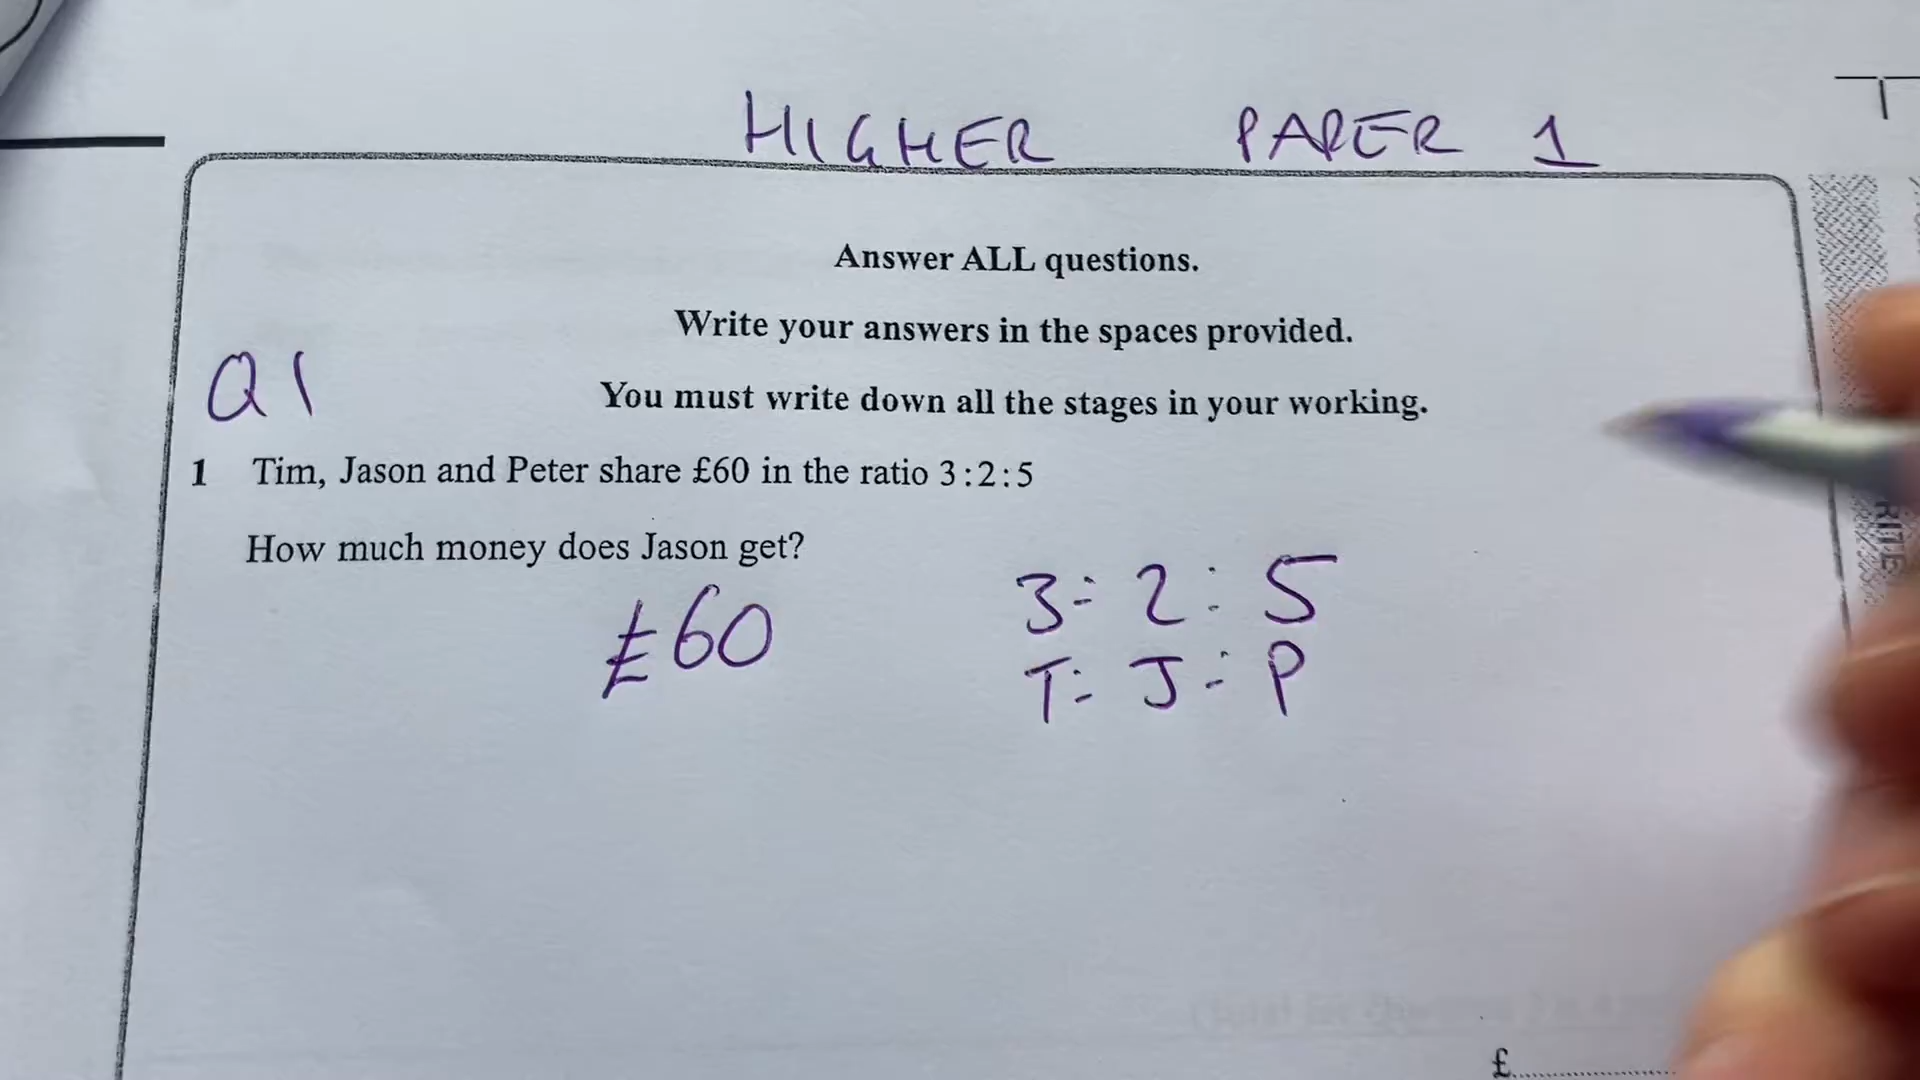 HIGHER PAPER 1
Answer ALL questions.
Write your answers in the spaces provided.
Q1
You must write down all the stages in your working.
1 Tim, Jason and Peter share £60 in the ratio 3:2:5
How much money does Jason get?
£60
3:2:5
T:J:P
£